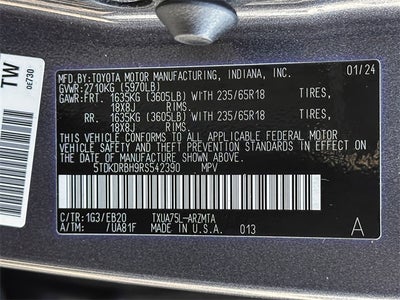 TW
0E730
MFD.BY:TOYOTA MOTOR MANUFACTURING, INDIANA, INC. 01/24
GVWR:2710KG (5970LB)
GAWR:FRT. 1635KG (3605LB) WITH 235/65R18 TIRES,
18X8J RIMS.
RR. 1635KG (3605LB) WITH 235/65R18 TIRES,
18X8J RIMS.
THIS VEHICLE CONFORMS TO ALL APPLICABLE FEDERAL MOTOR
VEHICLE SAFETY AND THEFT PREVENTION STANDARDS IN EFFECT
ON THE DATE OF MANUFACTURE SHOWN ABOVE.
5TDKDRBH9RS542390 MPV
C/TR: 1G3/EB20 TXUA75L-ARZMTA
A/TM: /UA81F MADE IN U.S.A. 013 A